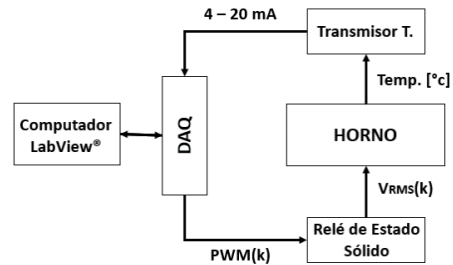 4 – 20 mA
Transmisor T.
Temp. [°c]
Computador
LabView®
DAQ
HORNO
VRMS(k)
Relé de Estado
Sólido
PWM(k)